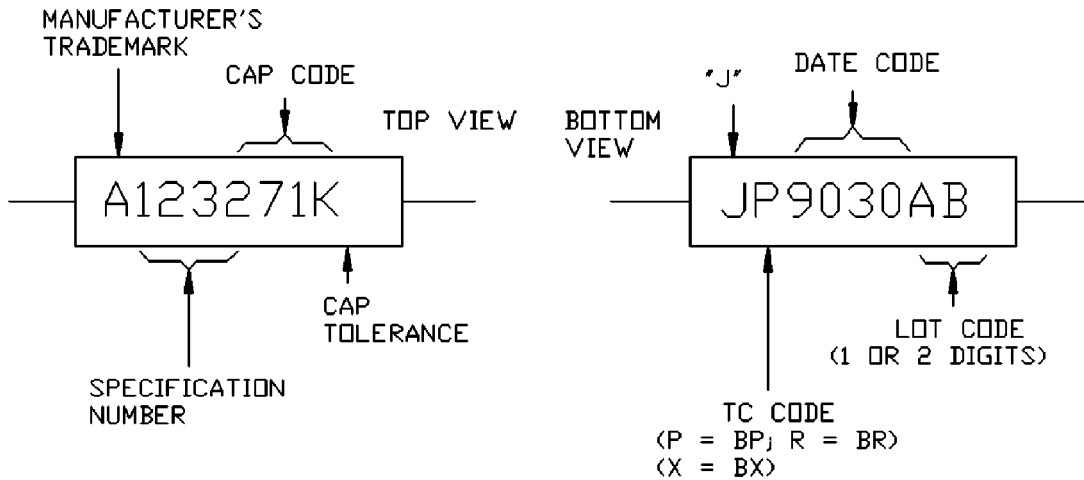 MANUFACTURER'S
TRADEMARK
CAP CODE
TOP VIEW
A123271K
CAP
TOLERANCE
SPECIFICATION
NUMBER
"J"
DATE CODE
BOTTOM
VIEW
JP9030AB
LOT CODE
(1 OR 2 DIGITS)
TC CODE
(P = BP; R = BR)
(X = BX)